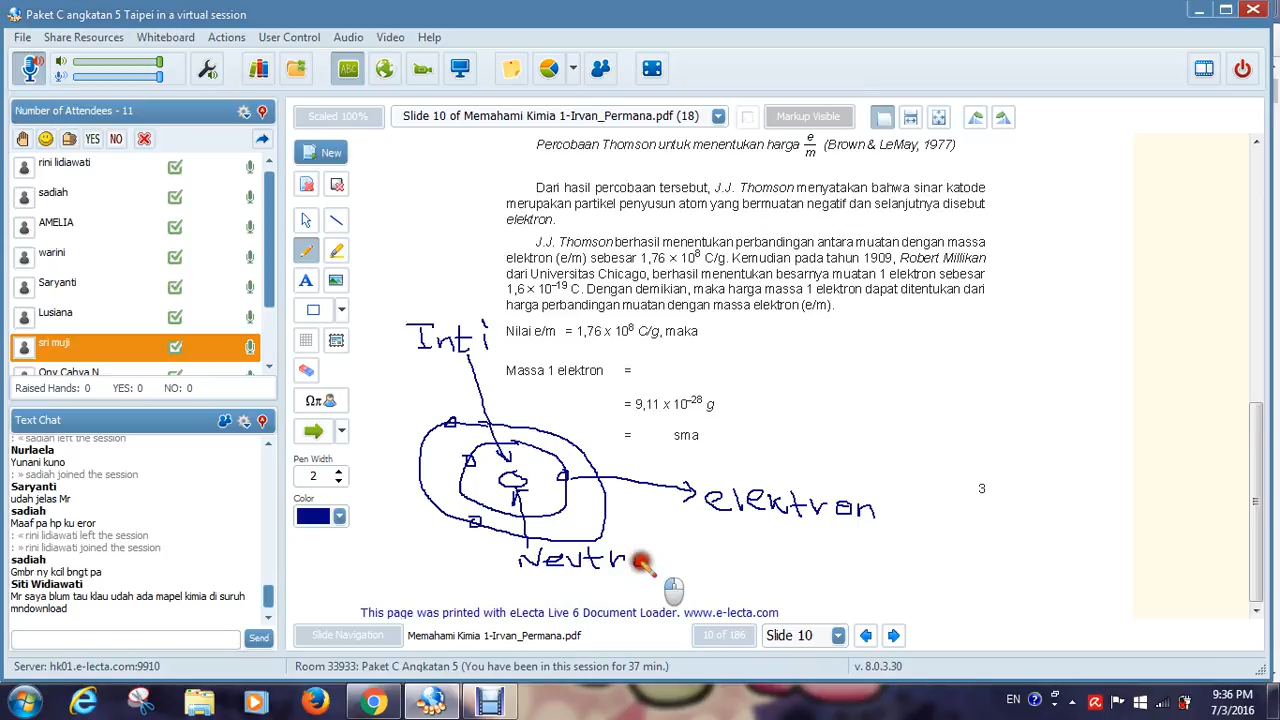 Paket C angkatan 5 Taipei in a virtual session
File Share Resources Whiteboard Actions User Control Audio Video Help
ABC
Number of Attendees - 11
YES NO
rini lidiawati
sadiah
AMELIA
warini
Saryanti
Lusiana
sri muji
Ony Cahya N
Raised Hands: 0 YES: 0 NO: 0
Text Chat
: » sadiah left the session
Nurlaela
Yunani kuno
: » sadiah joined the session
Saryanti
udah jelas Mr
sadiah
Maaf pa hp ku eror
: « rini lidiawati left the session
: » rini lidiawati joined the session
sadiah
Gmbr ny kcil bngt pa
Siti Widiawati
Mr saya blum tau klau udah ada mapel kimia di suruh
mndownload
Send
Scaled 100%
Slide 10 of Memahami Kimia 1-Irvan_Permana.pdf (18)
Markup Visible
New
A
Ωπ
Pen Width
2
Color
Percobaan Thomson untuk menentukan harga e/m (Brown & LeMay, 1977)
Dari hasil percobaan tersebut, J.J. Thomson menyatakan bahwa sinar katode
merupakan partikel penyusun atom yang bermuatan negatif dan selanjutnya disebut
elektron.
J.J. Thomson berhasil menentukan perbandingan antara muatan dengan massa
elektron (e/m) sebesar 1,76 × 10⁸ C/g. Kemudian pada tahun 1909, Robert Millikan
dari Universitas Chicago, berhasil menentukan besarnya muatan 1 elektron sebesar
1,6 × 10⁻¹⁹ C. Dengan demikian, maka harga massa 1 elektron dapat ditentukan dari
harga perbandingan muatan dengan massa elektron (e/m).
Nilai e/m = 1,76 x 10⁸ C/g, maka
Massa 1 elektron =
= 9,11 x 10⁻²⁸ g
= sma
3
Inti
elektron
Neutr
This page was printed with eLecta Live 6 Document Loader. www.e-lecta.com
Slide Navigation
Memahami Kimia 1-Irvan_Permana.pdf
10 of 186
Slide 10
Server: hk01.e-lecta.com:9910
Room 33933: Paket C Angkatan 5 (You have been in this session for 37 min.)
v. 8.0.3.30
EN
9:36 PM
7/3/2016